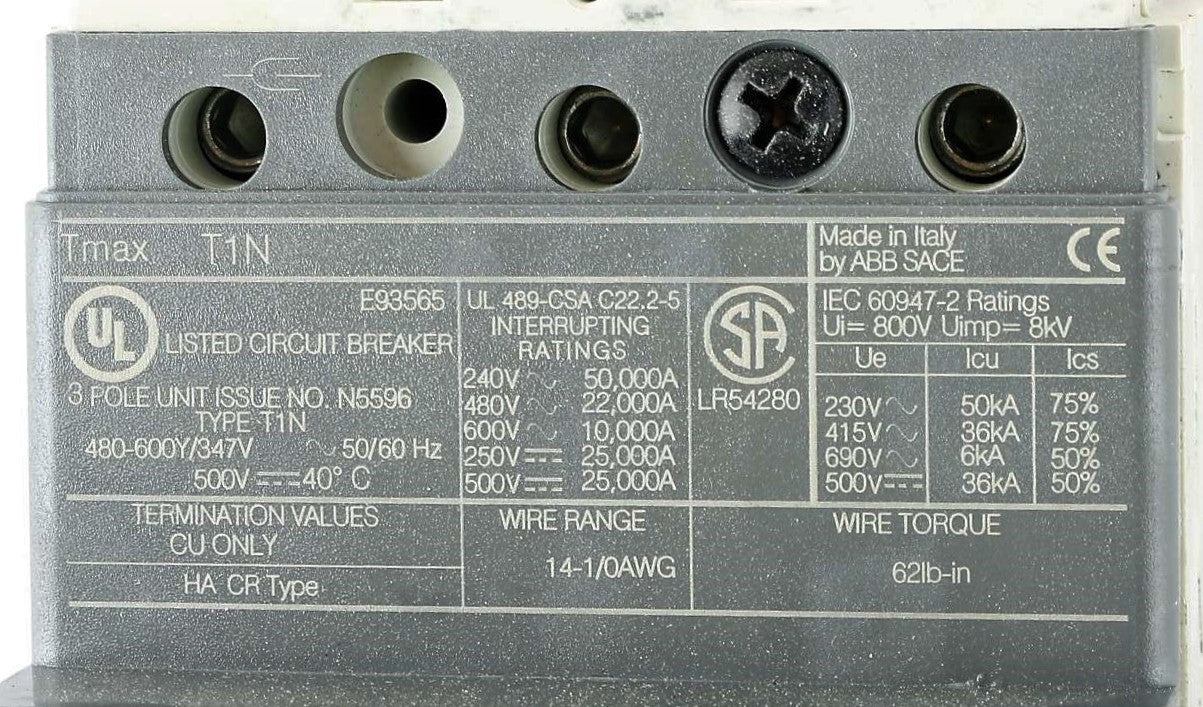 Tmax T1N
Made in Italy
by ABB SACE
CE
UL
E93565
LISTED CIRCUIT BREAKER
3 POLE UNIT ISSUE NO. N5596
TYPE T1N
480-600Y/347V ~ 50/60 Hz
500V ⎓ 40° C
UL 489-CSA C22.2-5
INTERRUPTING
RATINGS
240V ~ 50,000A
480V ~ 22,000A
600V ~ 10,000A
250V ⎓ 25,000A
500V ⎓ 25,000A
SA
LR54280
IEC 60947-2 Ratings
Ui= 800V Uimp= 8kV
Ue Icu Ics
230V ~ 50kA 75%
415V ~ 36kA 75%
690V ~ 6kA 50%
500V ⎓ 36kA 50%
TERMINATION VALUES
CU ONLY
HA CR Type
WIRE RANGE
14-1/0AWG
WIRE TORQUE
62lb-in